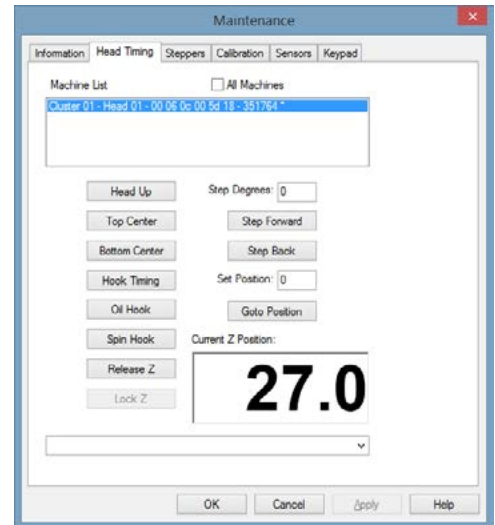 Maintenance
Information Head Timing Steppers Calibration Sensors Keypad
Machine List All Machines
Cluster 01 - Head 01 - 00 06 0c 00 5d 18 - 351764 *
Head Up Step Degrees: 0
Top Center Step Forward
Bottom Center Step Back
Hook Timing Set Postion: 0
Oil Hook Goto Position
Spin Hook Current Z Position:
Release Z 27.0
Lock Z
OK Cancel Apply Help